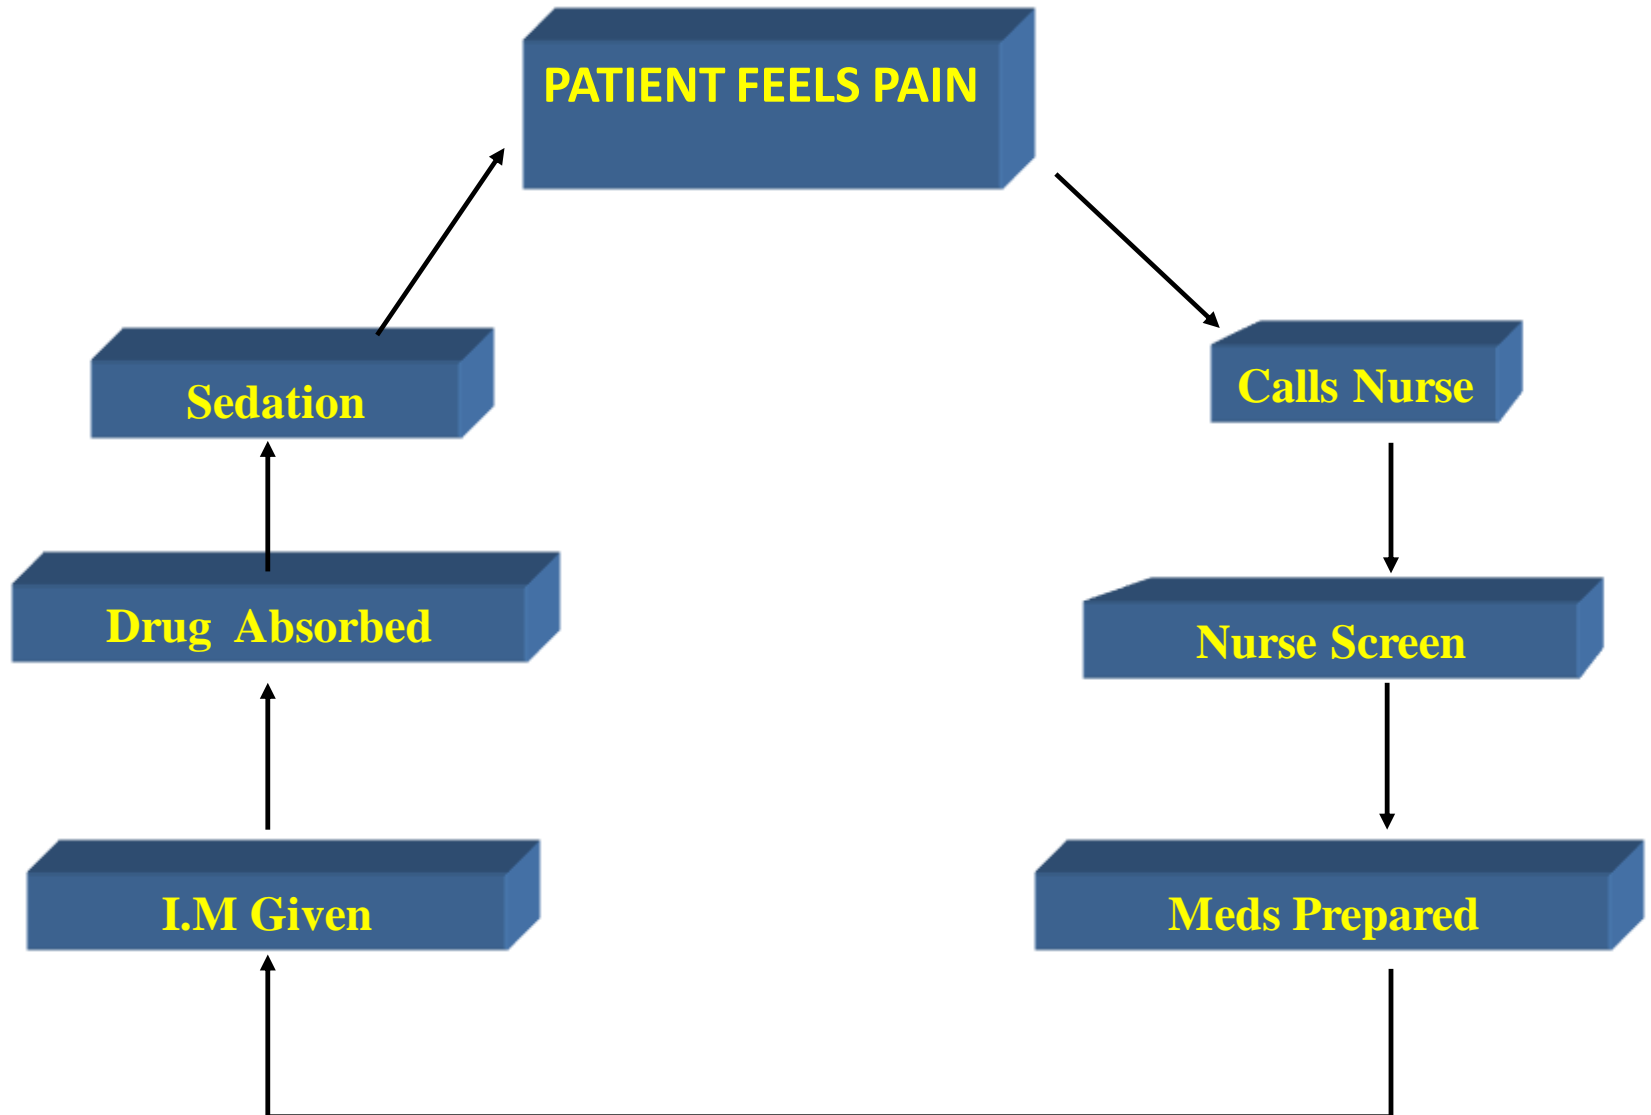 PATIENT FEELS PAIN
Calls Nurse
Nurse Screen
Meds Prepared
I.M Given
Drug  Absorbed
Sedation